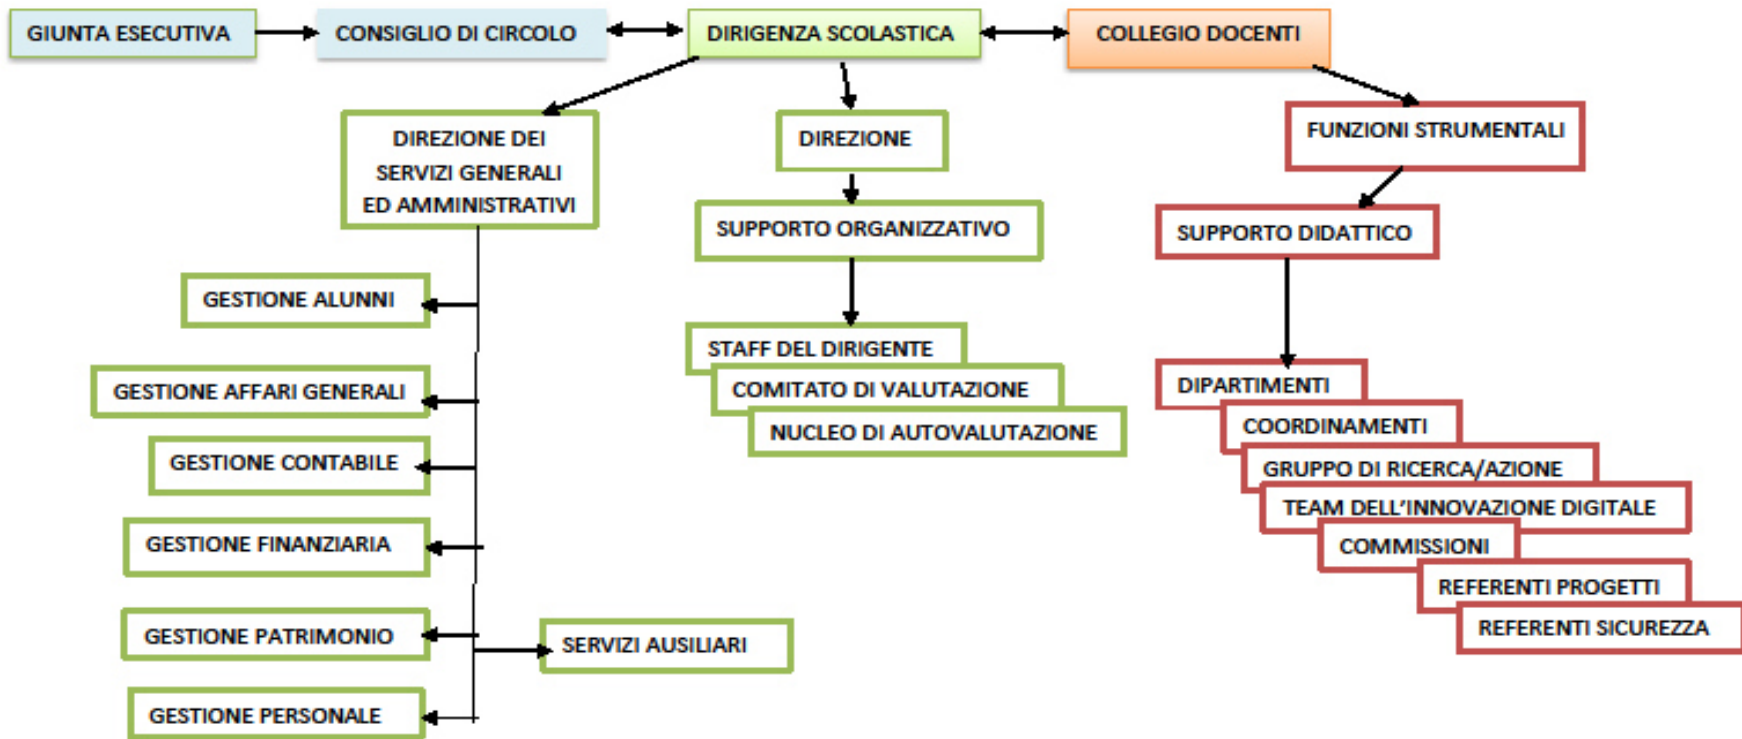 GIUNTA ESECUTIVA
CONSIGLIO DI CIRCOLO
DIRIGENZA SCOLASTICA
COLLEGIO DOCENTI
DIREZIONE DEI
SERVIZI GENERALI
ED AMMINISTRATIVI
GESTIONE ALUNNI
GESTIONE AFFARI GENERALI
GESTIONE CONTABILE
GESTIONE FINANZIARIA
GESTIONE PATRIMONIO
GESTIONE PERSONALE
SERVIZI AUSILIARI
DIREZIONE
SUPPORTO ORGANIZZATIVO
STAFF DEL DIRIGENTE
COMITATO DI VALUTAZIONE
NUCLEO DI AUTOVALUTAZIONE
FUNZIONI STRUMENTALI
SUPPORTO DIDATTICO
DIPARTIMENTI
COORDINAMENTI
GRUPPO DI RICERCA/AZIONE
TEAM DELL'INNOVAZIONE DIGITALE
COMMISSIONI
REFERENTI PROGETTI
REFERENTI SICUREZZA